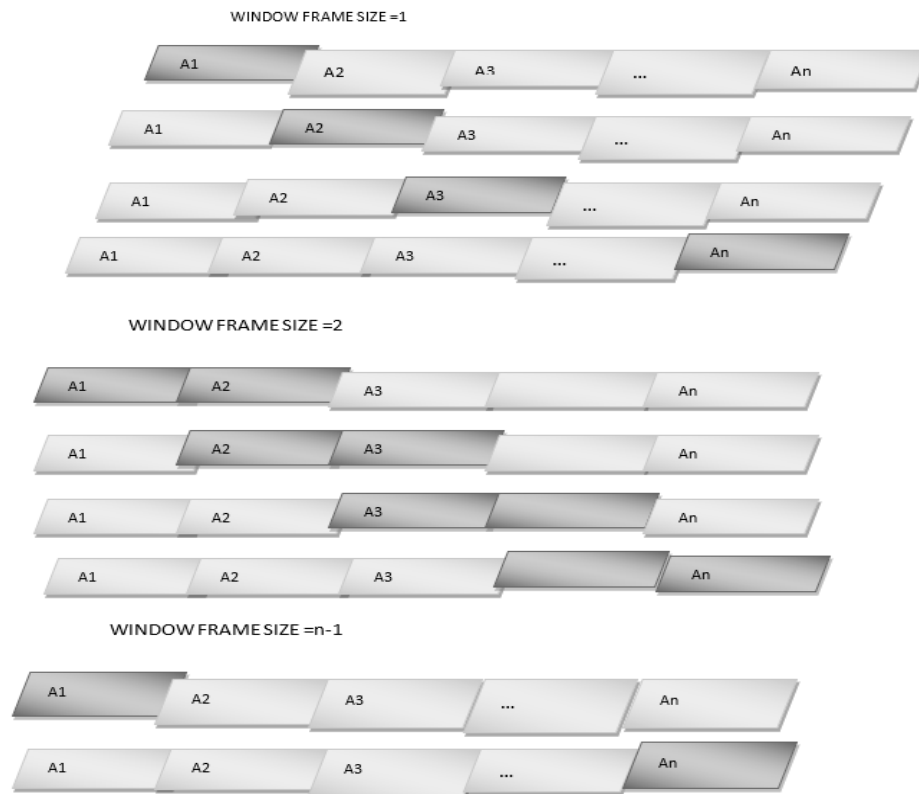 WINDOW FRAME SIZE =1
A1 A2 A3 ... An
A1 A2 A3 ... An
A1 A2 A3 ... An
A1 A2 A3 ... An
WINDOW FRAME SIZE =2
A1 A2 A3 An
A1 A2 A3 An
A1 A2 A3 An
A1 A2 A3 An
WINDOW FRAME SIZE =n-1
A1 A2 A3 ... An
A1 A2 A3 ... An